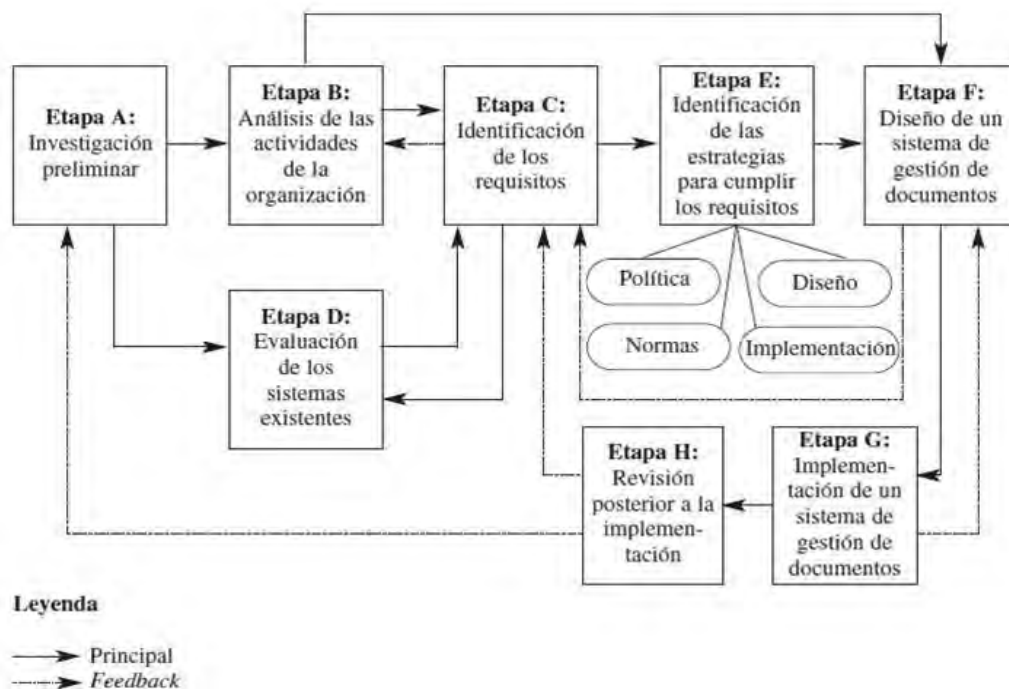 Etapa A:
Investigación
preliminar
Etapa B:
Análisis de las
actividades
de la
organización
Etapa C:
Identificación
de los
requisitos
Etapa E:
Identificación
de las
estrategias
para cumplir
los requisitos
Etapa F:
Diseño de un
sistema de
gestión de
documentos
Política
Diseño
Normas
Implementación
Etapa D:
Evaluación
de los
sistemas
existentes
Etapa H:
Revisión
posterior a la
implemen-
tación
Etapa G:
Implemen-
tación de un
sistema de
gestión de
documentos
Leyenda
Principal
Feedback